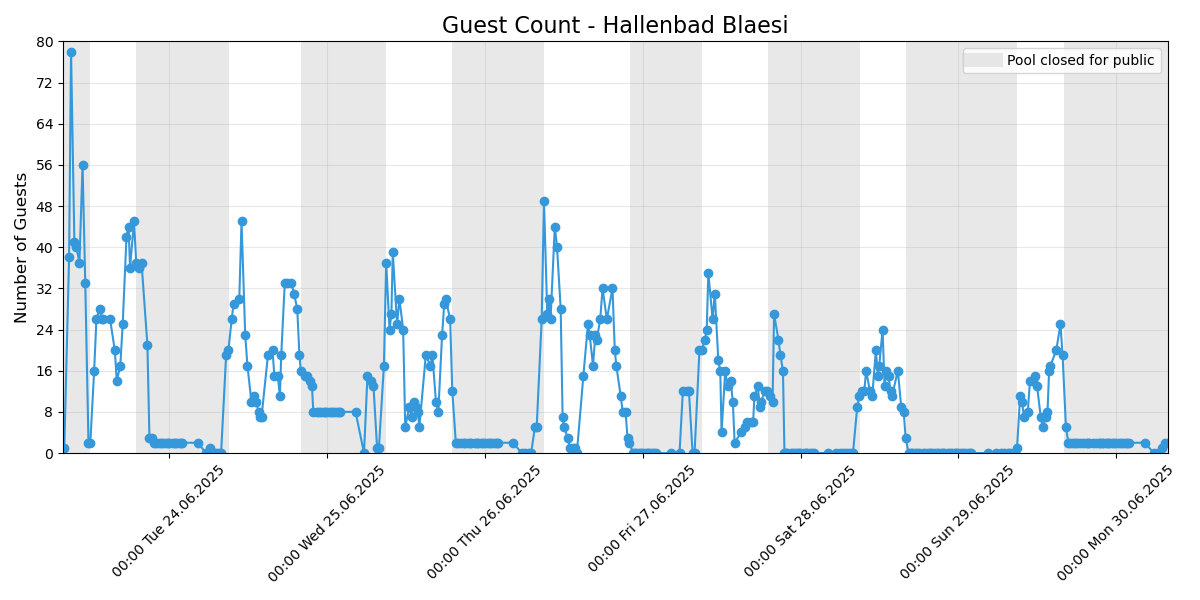 Guest Count - Hallenbad Blaesi
Pool closed for public
Number of Guests
80
72
64
56
48
40
32
24
16
8
0
00:00 Tue 24.06.2025
00:00 Wed 25.06.2025
00:00 Thu 26.06.2025
00:00 Fri 27.06.2025
00:00 Sat 28.06.2025
00:00 Sun 29.06.2025
00:00 Mon 30.06.2025